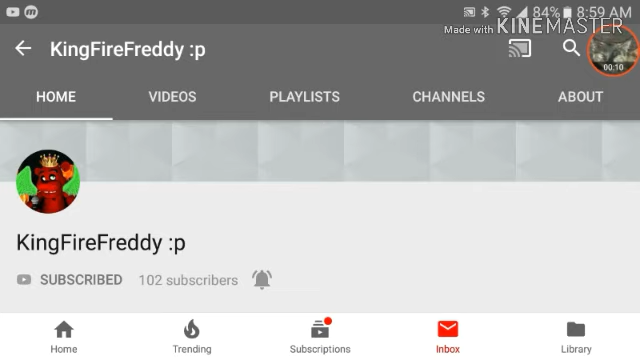 84% 8:59 AM
Made with KINEMASTER
KingFireFreddy :p
00:10
HOME VIDEOS PLAYLISTS CHANNELS ABOUT
KingFireFreddy :p
SUBSCRIBED 102 subscribers
Home Trending Subscriptions Inbox Library